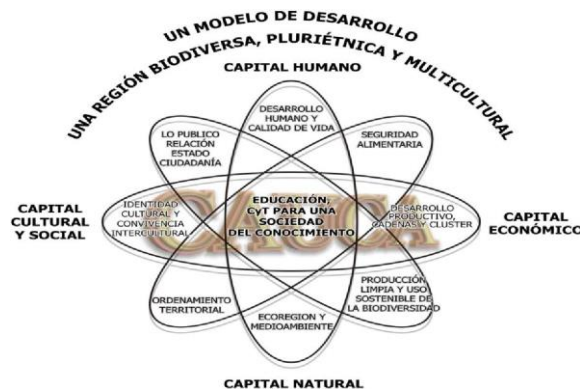 UN MODELO DE DESARROLLO
UNA REGIÓN BIODIVERSA, PLURIÉTNICA Y MULTICULTURAL
CAPITAL HUMANO
DESARROLLO
HUMANO Y
CALIDAD DE VIDA
LO PUBLICO
RELACIÓN
ESTADO
CIUDADANÍA
SEGURIDAD
ALIMENTARIA
CAPITAL
CULTURAL
Y SOCIAL
IDENTIDAD
CULTURAL Y
CONVIVENCIA
INTERCULTURAL
CAUCA
EDUCACIÓN,
CyT PARA UNA
SOCIEDAD
DEL CONOCIMIENTO
DESARROLLO
PRODUCTIVO,
CADENAS Y CLUSTER
CAPITAL
ECONÓMICO
ORDENAMIENTO
TERRITORIAL
ECOREGION Y
MEDIOAMBIENTE
PRODUCCIÓN
LIMPIA Y USO
SOSTENIBLE DE
LA BIODIVERSIDAD
CAPITAL NATURAL